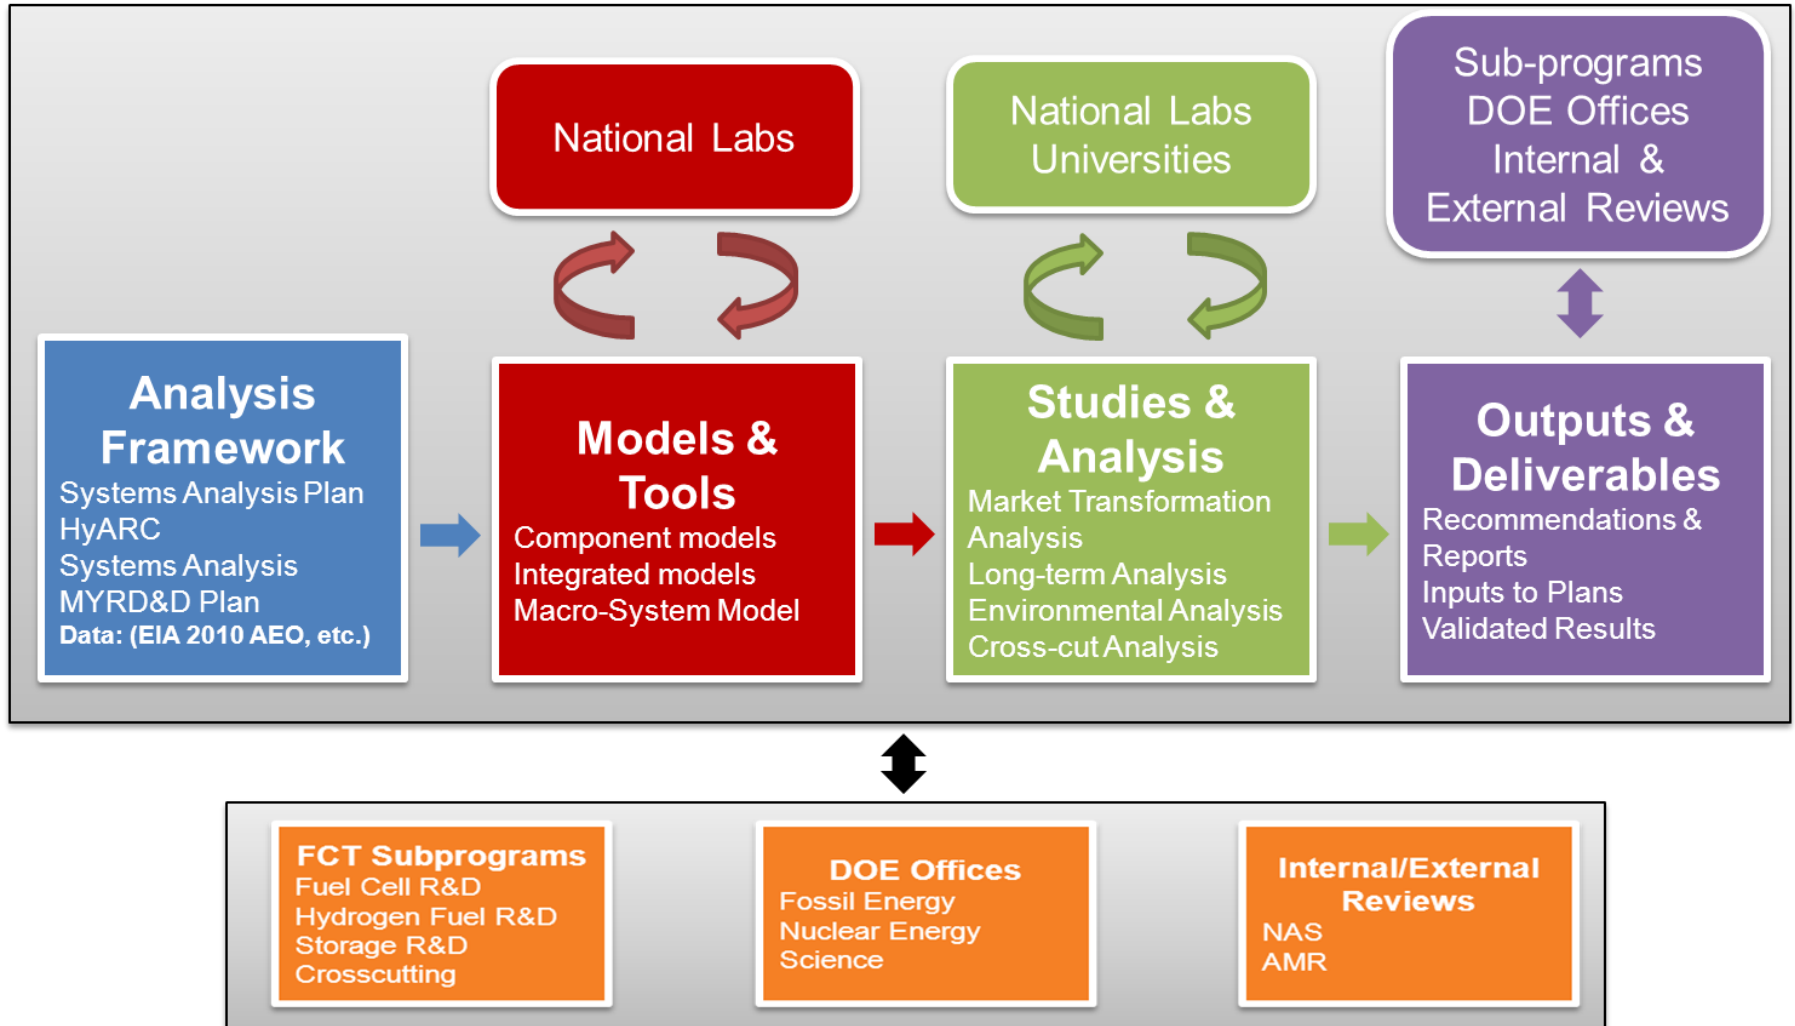 National Labs
National Labs
Universities
Sub-programs
DOE Offices
Internal &
External Reviews
Analysis
Framework
Systems Analysis Plan
HyARC
Systems Analysis
MYRD&D Plan
Data: (EIA 2010 AEO, etc.)
Models &
Tools
Component models
Integrated models
Macro-System Model
Studies &
Analysis
Market Transformation
Analysis
Long-term Analysis
Environmental Analysis
Cross-cut Analysis
Outputs &
Deliverables
Recommendations &
Reports
Inputs to Plans
Validated Results
FCT Subprograms
Fuel Cell R&D
Hydrogen Fuel R&D
Storage R&D
Crosscutting
DOE Offices
Fossil Energy
Nuclear Energy
Science
Internal/External
Reviews
NAS
AMR